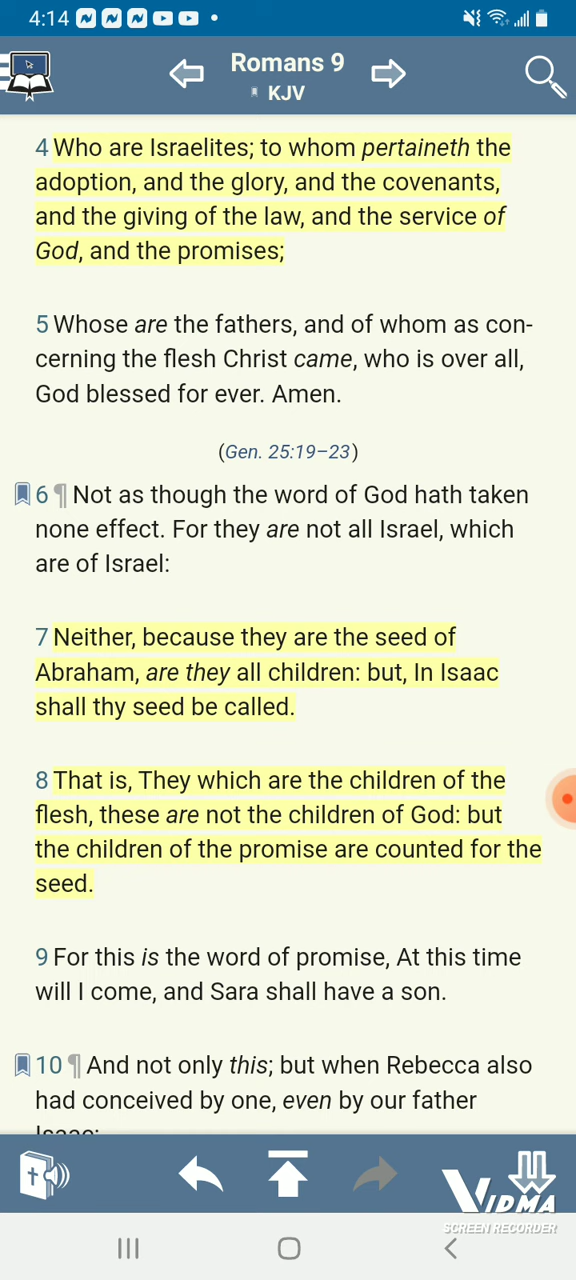 4:14
Romans 9
KJV
4 Who are Israelites; to whom pertaineth the
adoption, and the glory, and the covenants,
and the giving of the law, and the service of
God, and the promises;
5 Whose are the fathers, and of whom as con-
cerning the flesh Christ came, who is over all,
God blessed for ever. Amen.
(Gen. 25:19–23)
6 ¶ Not as though the word of God hath taken
none effect. For they are not all Israel, which
are of Israel:
7 Neither, because they are the seed of
Abraham, are they all children: but, In Isaac
shall thy seed be called.
8 That is, They which are the children of the
flesh, these are not the children of God: but
the children of the promise are counted for the
seed.
9 For this is the word of promise, At this time
will I come, and Sara shall have a son.
10 ¶ And not only this; but when Rebecca also
had conceived by one, even by our father
Isaac;
VIDMA
SCREEN RECORDER